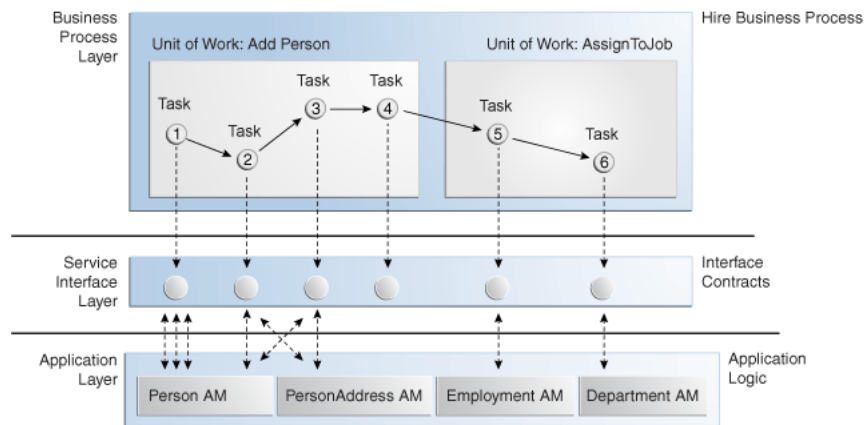 Business
Process
Layer
Hire Business Process
Unit of Work: Add Person
Unit of Work: AssignToJob
Task
1
Task
2
Task
3
Task
4
Task
5
Task
6
Service
Interface
Layer
Interface
Contracts
Application
Layer
Application
Logic
Person AM
PersonAddress AM
Employment AM
Department AM